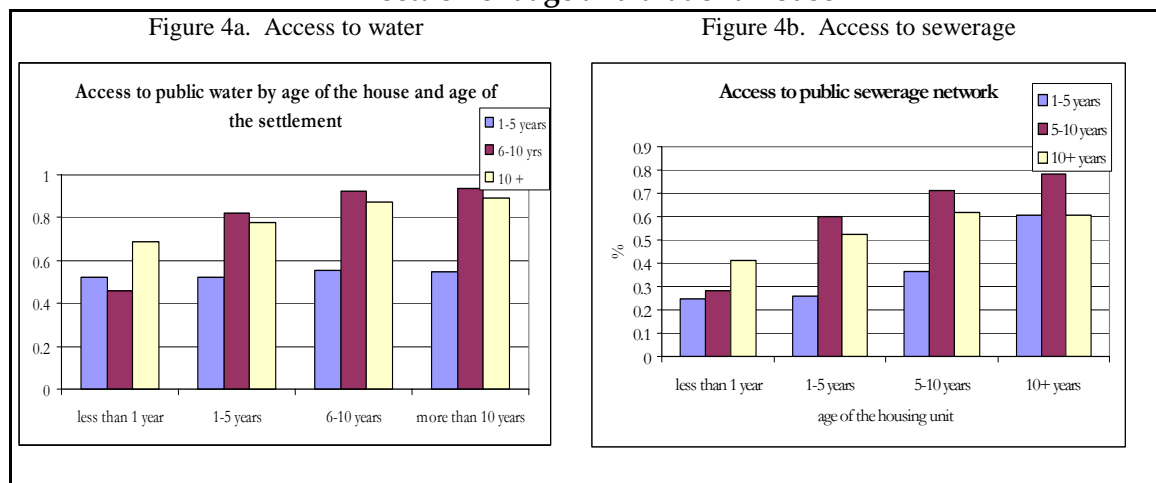 Figure 4a. Access to water
Figure 4b. Access to sewerage
Access to public water by age of the house and age of
the settlement
1-5 years
6-10 yrs
10 +
1
0.8
0.6
0.4
0.2
0
less than 1 year
1-5 years
6-10 years
more than 10 years
Access to public sewerage network
1-5 years
5-10 years
10+ years
0.9
0.8
0.7
0.6
0.5
0.4
0.3
0.2
0.1
0
%
less than 1 year
1-5 years
5-10 years
10+ years
age of the housing unit